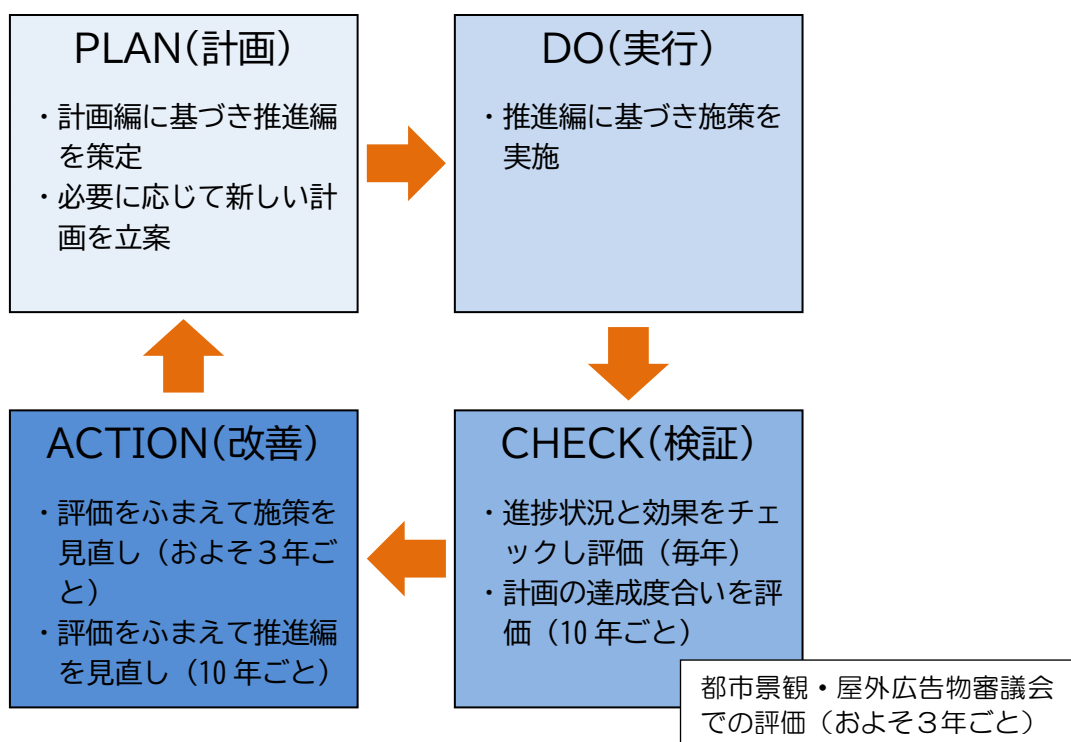 PLAN(計画)
・計画編に基づき推進編
を策定
・必要に応じて新しい計
画を立案
DO(実行)
・推進編に基づき施策を
実施
CHECK(検証)
・進捗状況と効果をチェ
ックし評価（毎年）
・計画の達成度合いを評
価（10 年ごと）
都市景観・屋外広告物審議会
での評価（およそ３年ごと）
ACTION(改善)
・評価をふまえて施策を
見直し（およそ３年ご
と）
・評価をふまえて推進編
を見直し（10 年ごと）